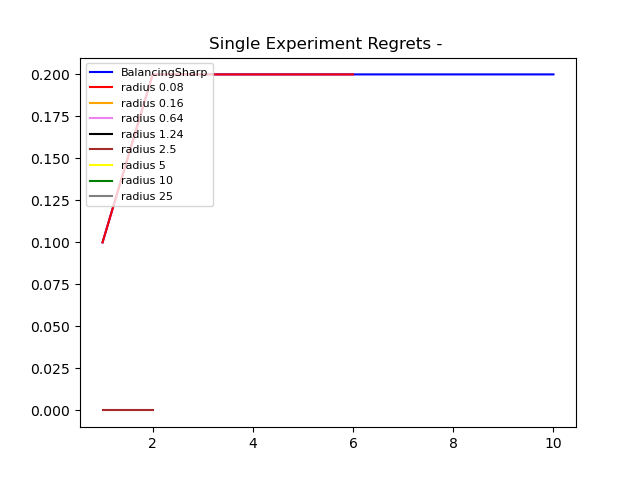 Single Experiment Regrets -
0.200
0.175
0.150
0.125
0.100
0.075
0.050
0.025
0.000
BalancingSharp
radius 0.08
radius 0.16
radius 0.64
radius 1.24
radius 2.5
radius 5
radius 10
radius 25
2
4
6
8
10